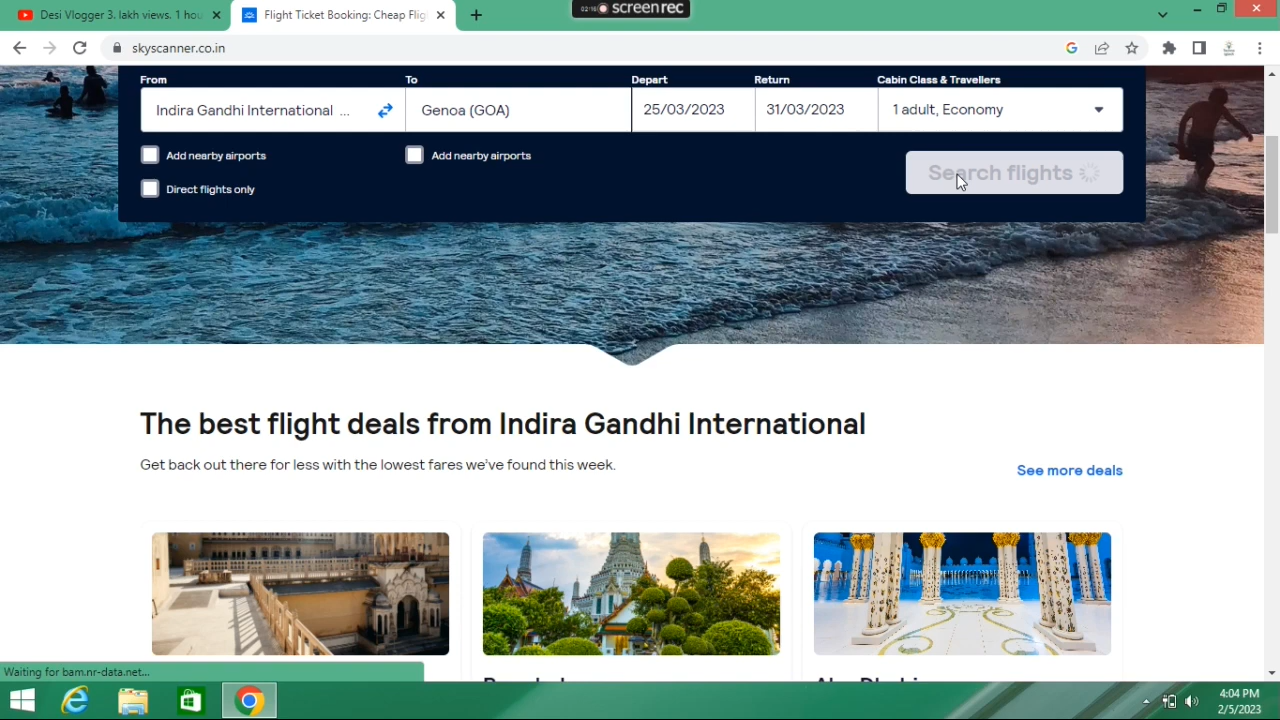 Desi Vlogger 3. lakh views. 1 hou
Flight Ticket Booking: Cheap Flig
02:16
screenrec
skyscanner.co.in
From
To
Depart
Return
Cabin Class & Travellers
Indira Gandhi International ...
Genoa (GOA)
25/03/2023
31/03/2023
1 adult, Economy
Add nearby airports
Add nearby airports
Direct flights only
Search flights
The best flight deals from Indira Gandhi International
Get back out there for less with the lowest fares we've found this week.
See more deals
Waiting for bam.nr-data.net...
4:04 PM
2/5/2023